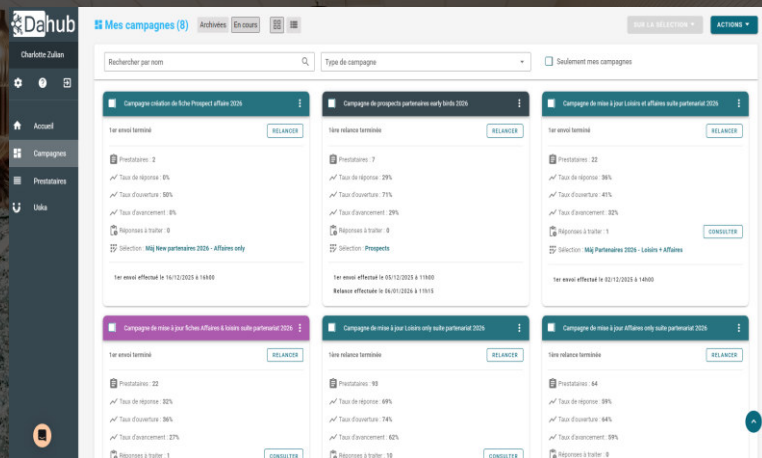 Dahub
Mes campagnes (8)
Archivées
En cours
SUR LA SÉLECTION
ACTIONS
Charlotte Zulian
Accueil
Campagnes
Prestataires
Uska
Rechercher par nom
Type de campagne
Seulement mes campagnes
Campagne création de fiche Prospect affaire 2026
1er envoi terminé
RELANCER
Prestataires : 2
Taux de réponse : 0%
Taux d'ouverture : 50%
Taux d'avancement : 0%
Réponses à traiter : 0
Sélection : Màj New partenaires 2026 - Affaires only
1er envoi effectué le 16/12/2025 à 16h00
Campagne de prospects partenaires early birds 2026
1ère relance terminée
RELANCER
Prestataires : 7
Taux de réponse : 29%
Taux d'ouverture : 71%
Taux d'avancement : 29%
Réponses à traiter : 0
Sélection : Prospects
1er envoi effectué le 05/12/2025 à 11h00
Relance effectuée le 06/01/2026 à 11h15
Campagne de mise à jour Loisirs et affaires suite partenariat 2026
1er envoi terminé
RELANCER
Prestataires : 22
Taux de réponse : 36%
Taux d'ouverture : 41%
Taux d'avancement : 32%
Réponses à traiter : 1
CONSULTER
Sélection : Màj Partenaires 2026 - Loisirs + Affaires
1er envoi effectué le 02/12/2025 à 14h00
Campagne de mise à jour fiches Affaires & loisirs suite partenariat 2026
1er envoi terminé
RELANCER
Prestataires : 22
Taux de réponse : 32%
Taux d'ouverture : 36%
Taux d'avancement : 27%
Réponses à traiter : 1
CONSULTER
Campagne de mise à jour Loisirs only suite partenariat 2026
1ère relance terminée
RELANCER
Prestataires : 93
Taux de réponse : 69%
Taux d'ouverture : 74%
Taux d'avancement : 62%
Réponses à traiter : 10
CONSULTER
Campagne de mise à jour Affaires only suite partenariat 2026
1ère relance terminée
RELANCER
Prestataires : 64
Taux de réponse : 59%
Taux d'ouverture : 64%
Taux d'avancement : 59%
Réponses à traiter : 0